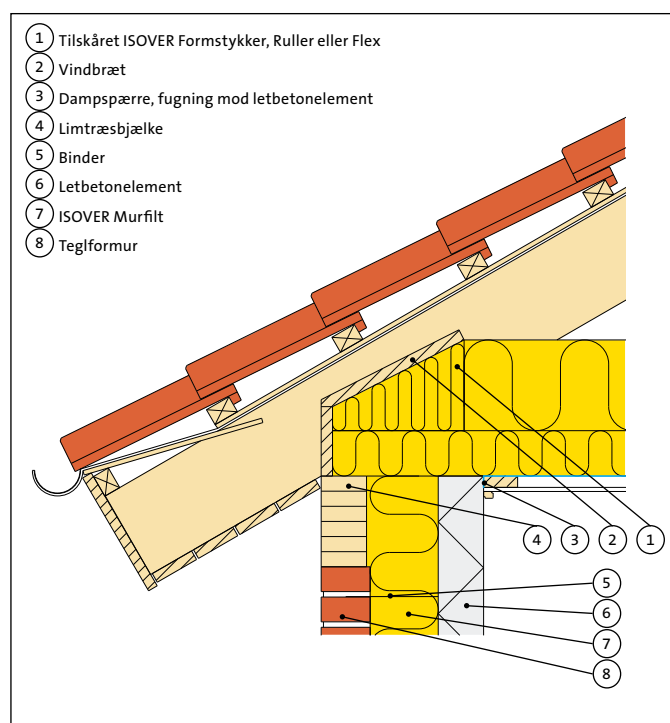 1 Tilskåret ISOVER Formstykker, Ruller eller Flex
2 Vindbræt
3 Dampspærre, fugning mod letbetonelement
4 Limtræsbjælke
5 Binder
6 Letbetonelement
7 ISOVER Murfilt
8 Teglformur
4 3 2 1
5
6
7
8